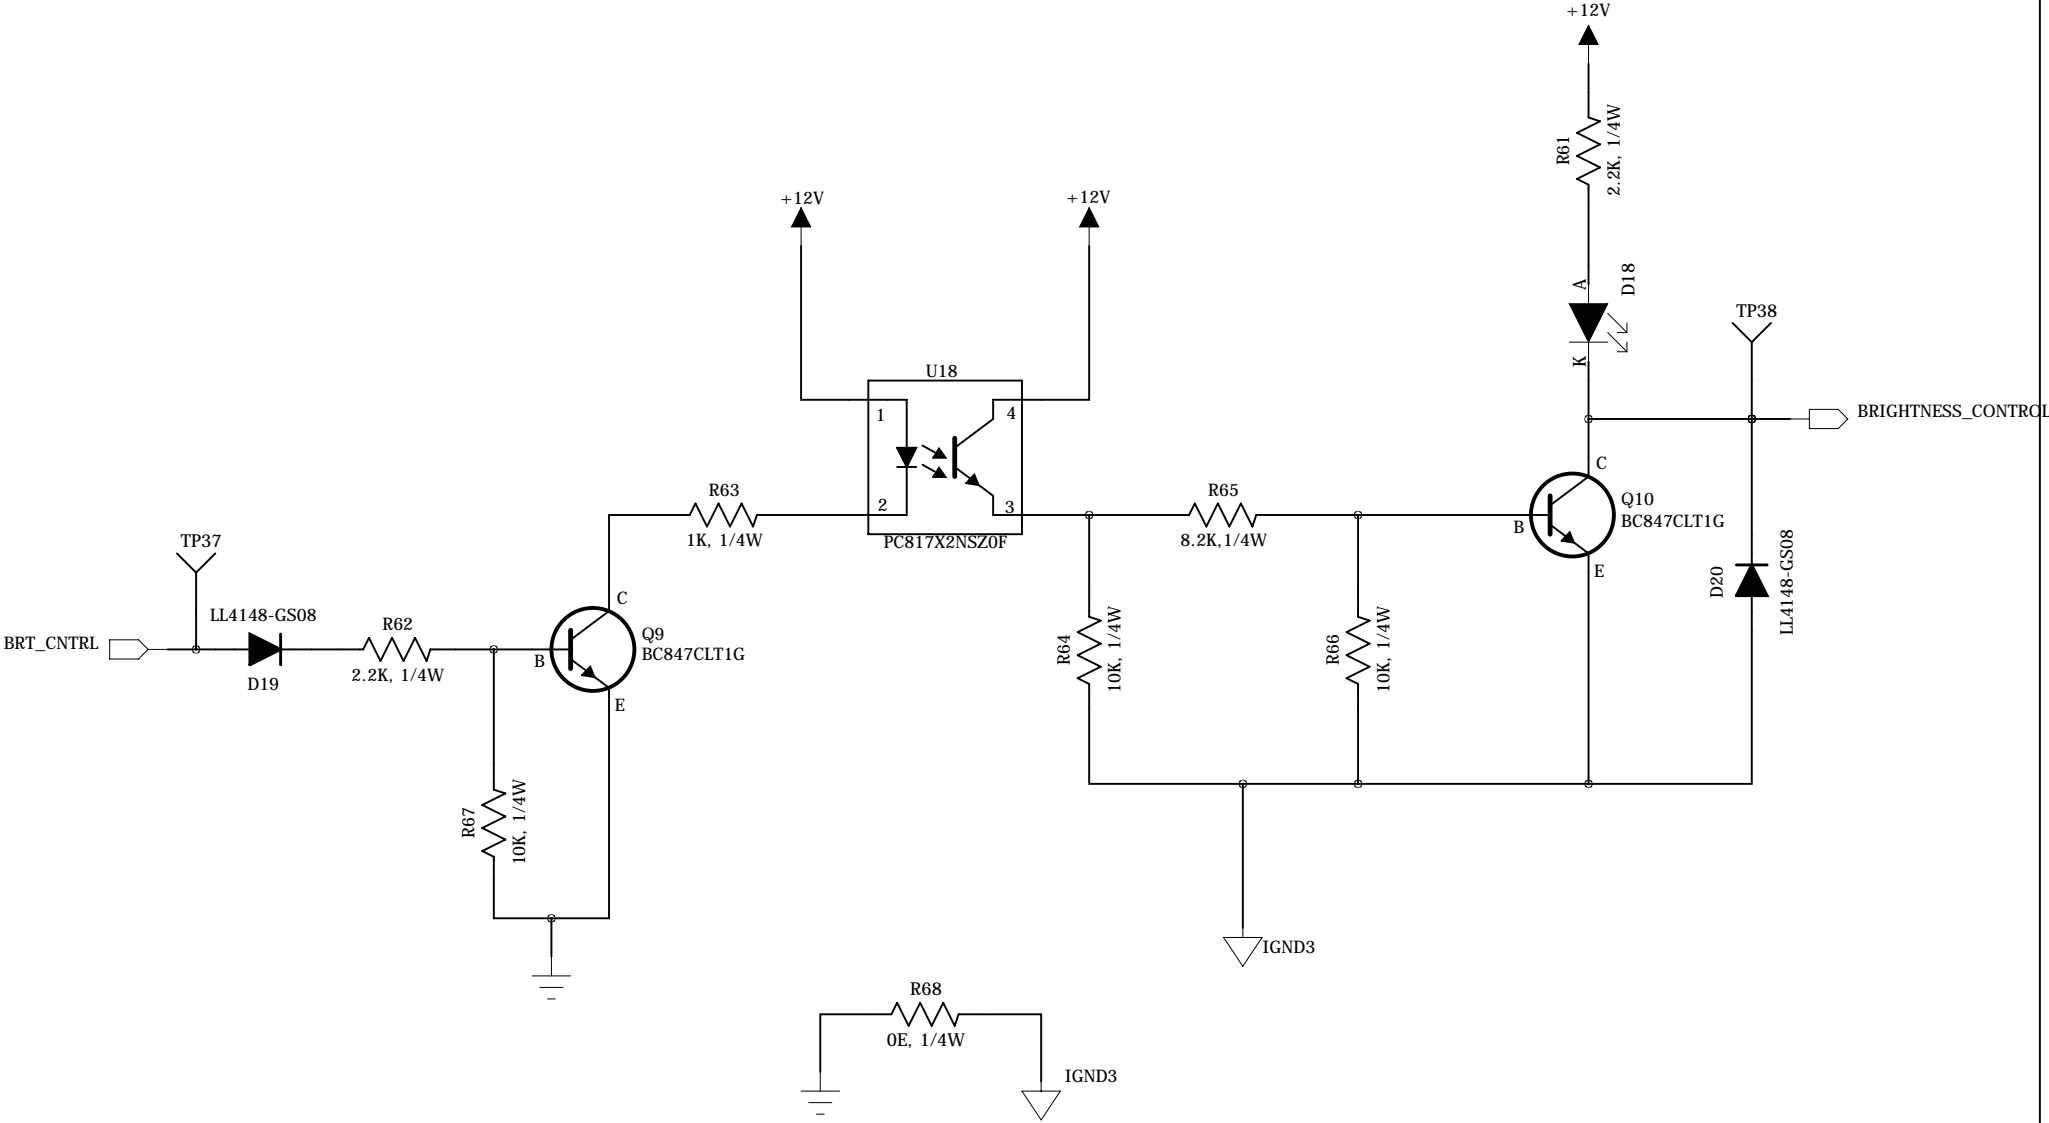 +12V
R61
2.2K, 1/4W
+12V
+12V
A
D18
K
TP38
U18
1
4
BRIGHTNESS_CONTROL
C
R63
2
3
R65
Q10
BC847CLT1G
B
1K, 1/4W
PC817X2NSZ0F
8.2K,1/4W
TP37
E
D20
LL4148-GS08
C
LL4148-GS08
R62
Q9
BC847CLT1G
BRT_CNTRL
B
2.2K, 1/4W
D19
E
R64
10K, 1/4W
R66
10K, 1/4W
R67
10K, 1/4W
IGND3
R68
0E, 1/4W
IGND3